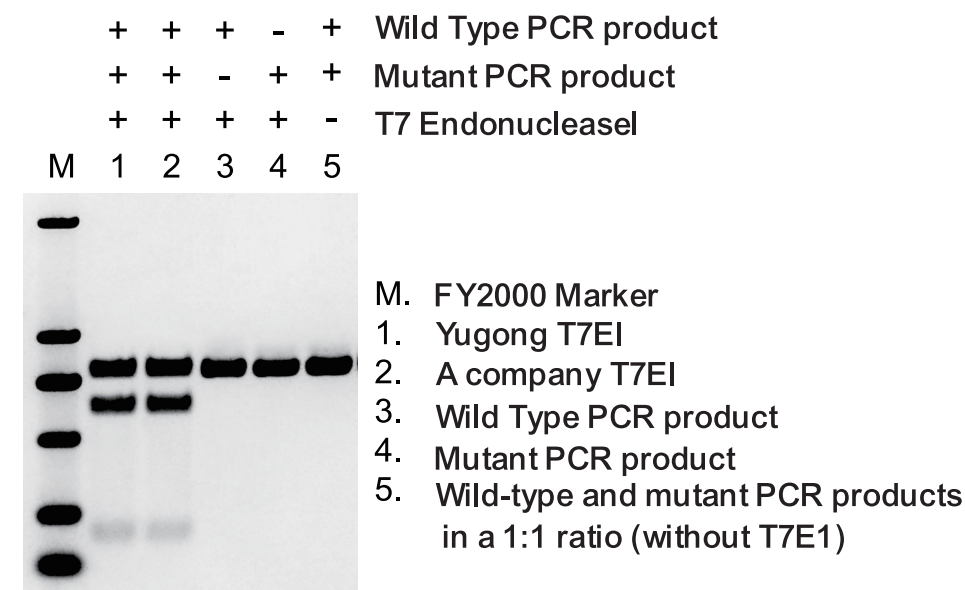 + + + - + Wild Type PCR product
+ + - + + Mutant PCR product
+ + + + - T7 Endonucleasel
M 1 2 3 4 5
M. FY2000 Marker
1. Yugong T7EI
2. A company T7EI
3. Wild Type PCR product
4. Mutant PCR product
5. Wild-type and mutant PCR products
in a 1:1 ratio (without T7E1)